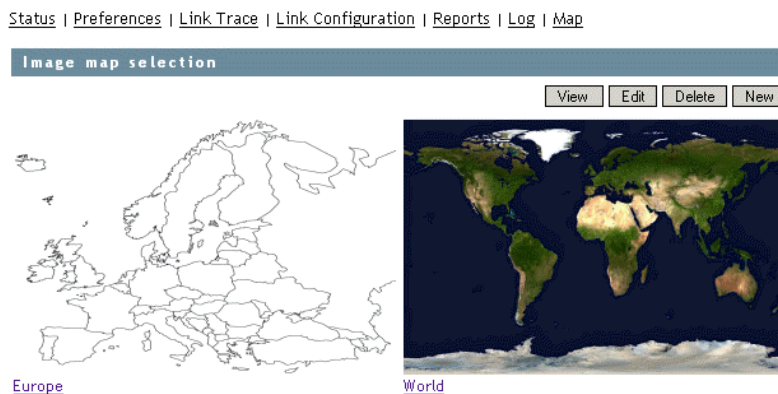 Status | Preferences | Link Trace | Link Configuration | Reports | Log | Map
Image map selection
View Edit Delete New
Europe World